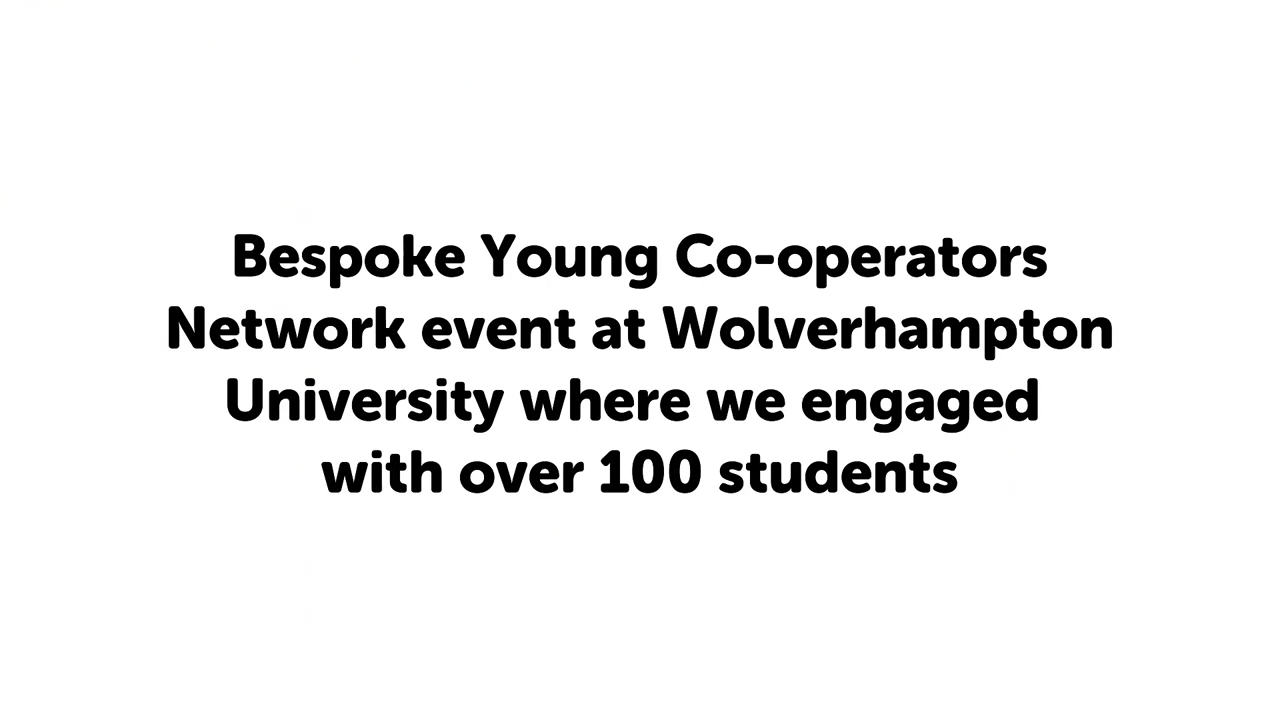 Bespoke Young Co-operators
Network event at Wolverhampton
University where we engaged
with over 100 students